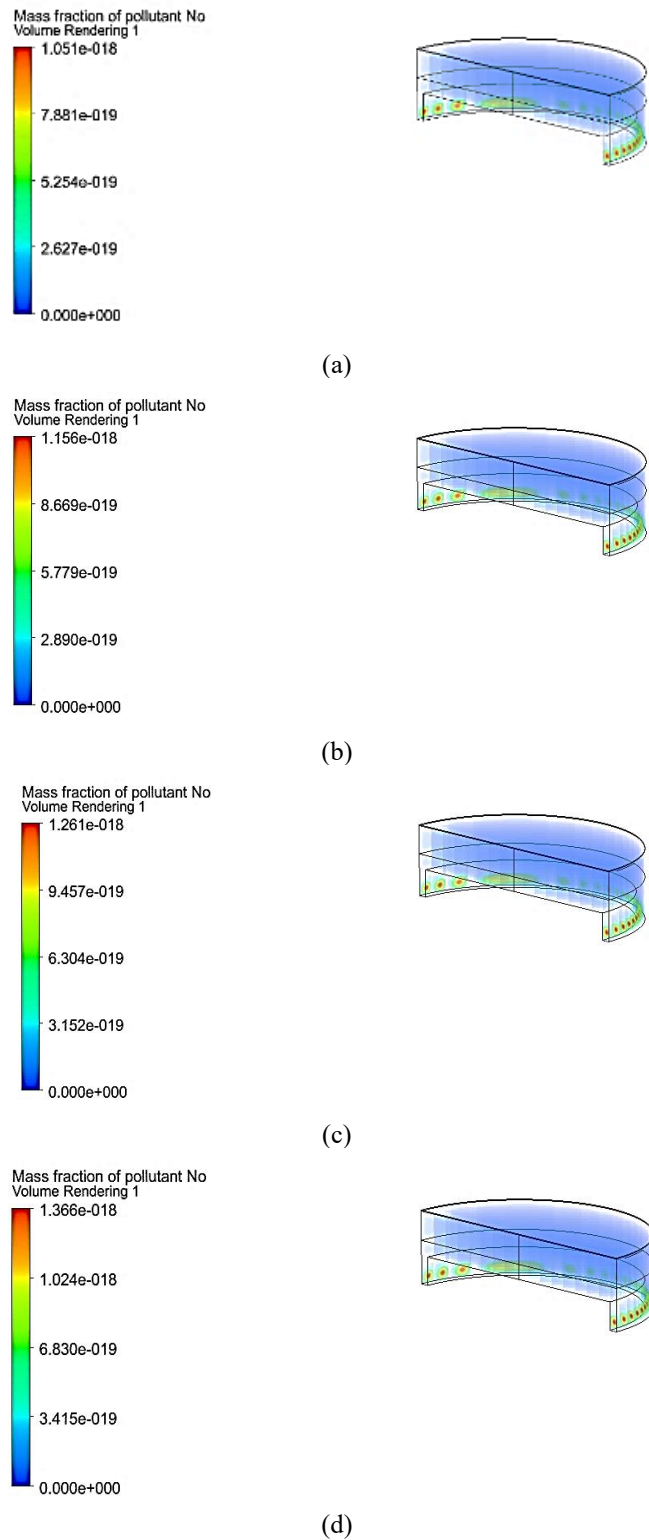 Mass fraction of pollutant No
Volume Rendering 1
1.051e-018
7.881e-019
5.254e-019
2.627e-019
0.000e+000
(a)
Mass fraction of pollutant No
Volume Rendering 1
1.156e-018
8.669e-019
5.779e-019
2.890e-019
0.000e+000
(b)
Mass fraction of pollutant No
Volume Rendering 1
1.261e-018
9.457e-019
6.304e-019
3.152e-019
0.000e+000
(c)
Mass fraction of pollutant No
Volume Rendering 1
1.366e-018
1.024e-018
6.830e-019
3.415e-019
0.000e+000
(d)